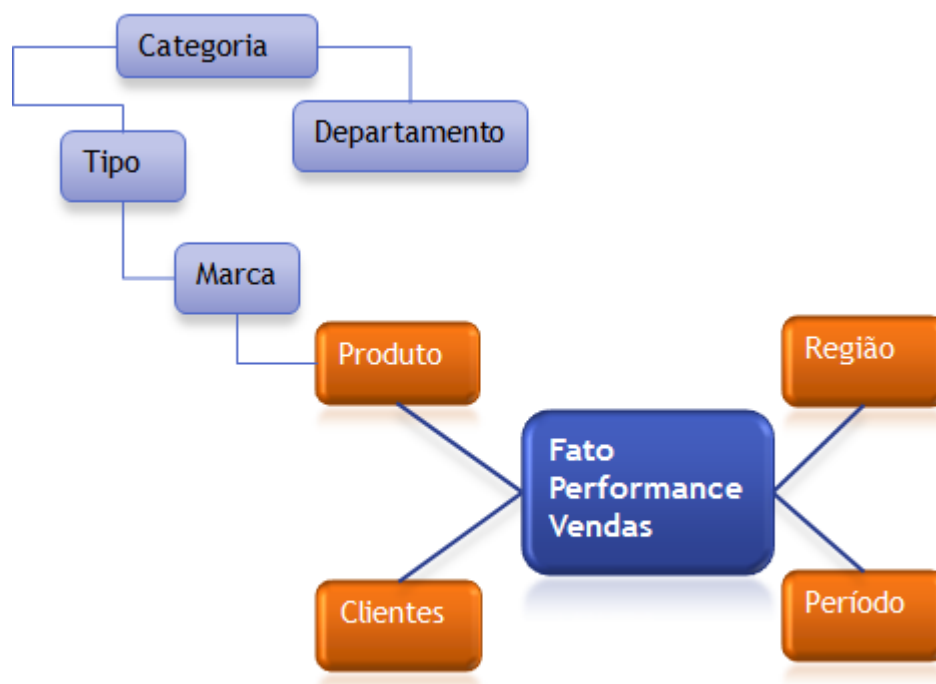 Categoria
Departamento
Tipo
Marca
Produto
Região
Fato
Performance
Vendas
Clientes
Período